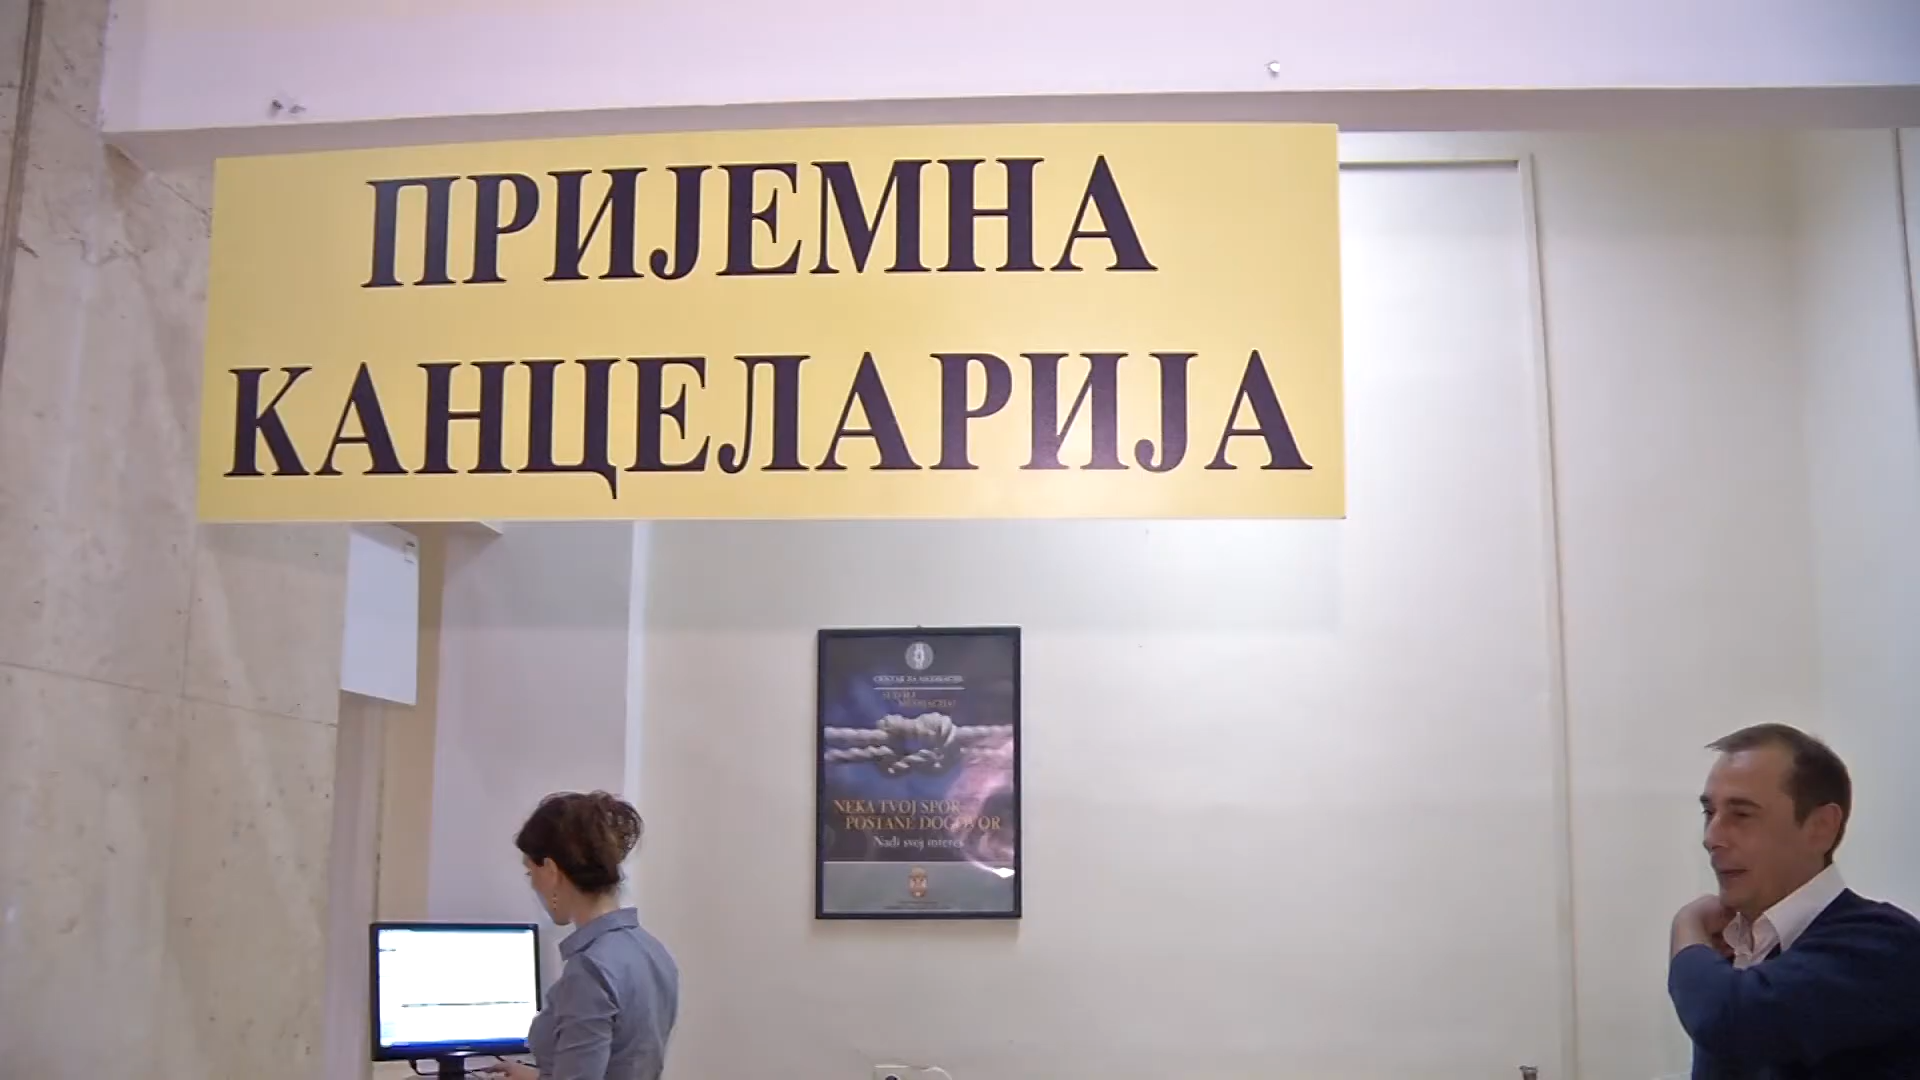 ПРИЈЕМНА
КАНЦЕЛАРИЈА
NEKA TVOJ SPOR
POSTANE DOGOVOR
Nađi svoj interes